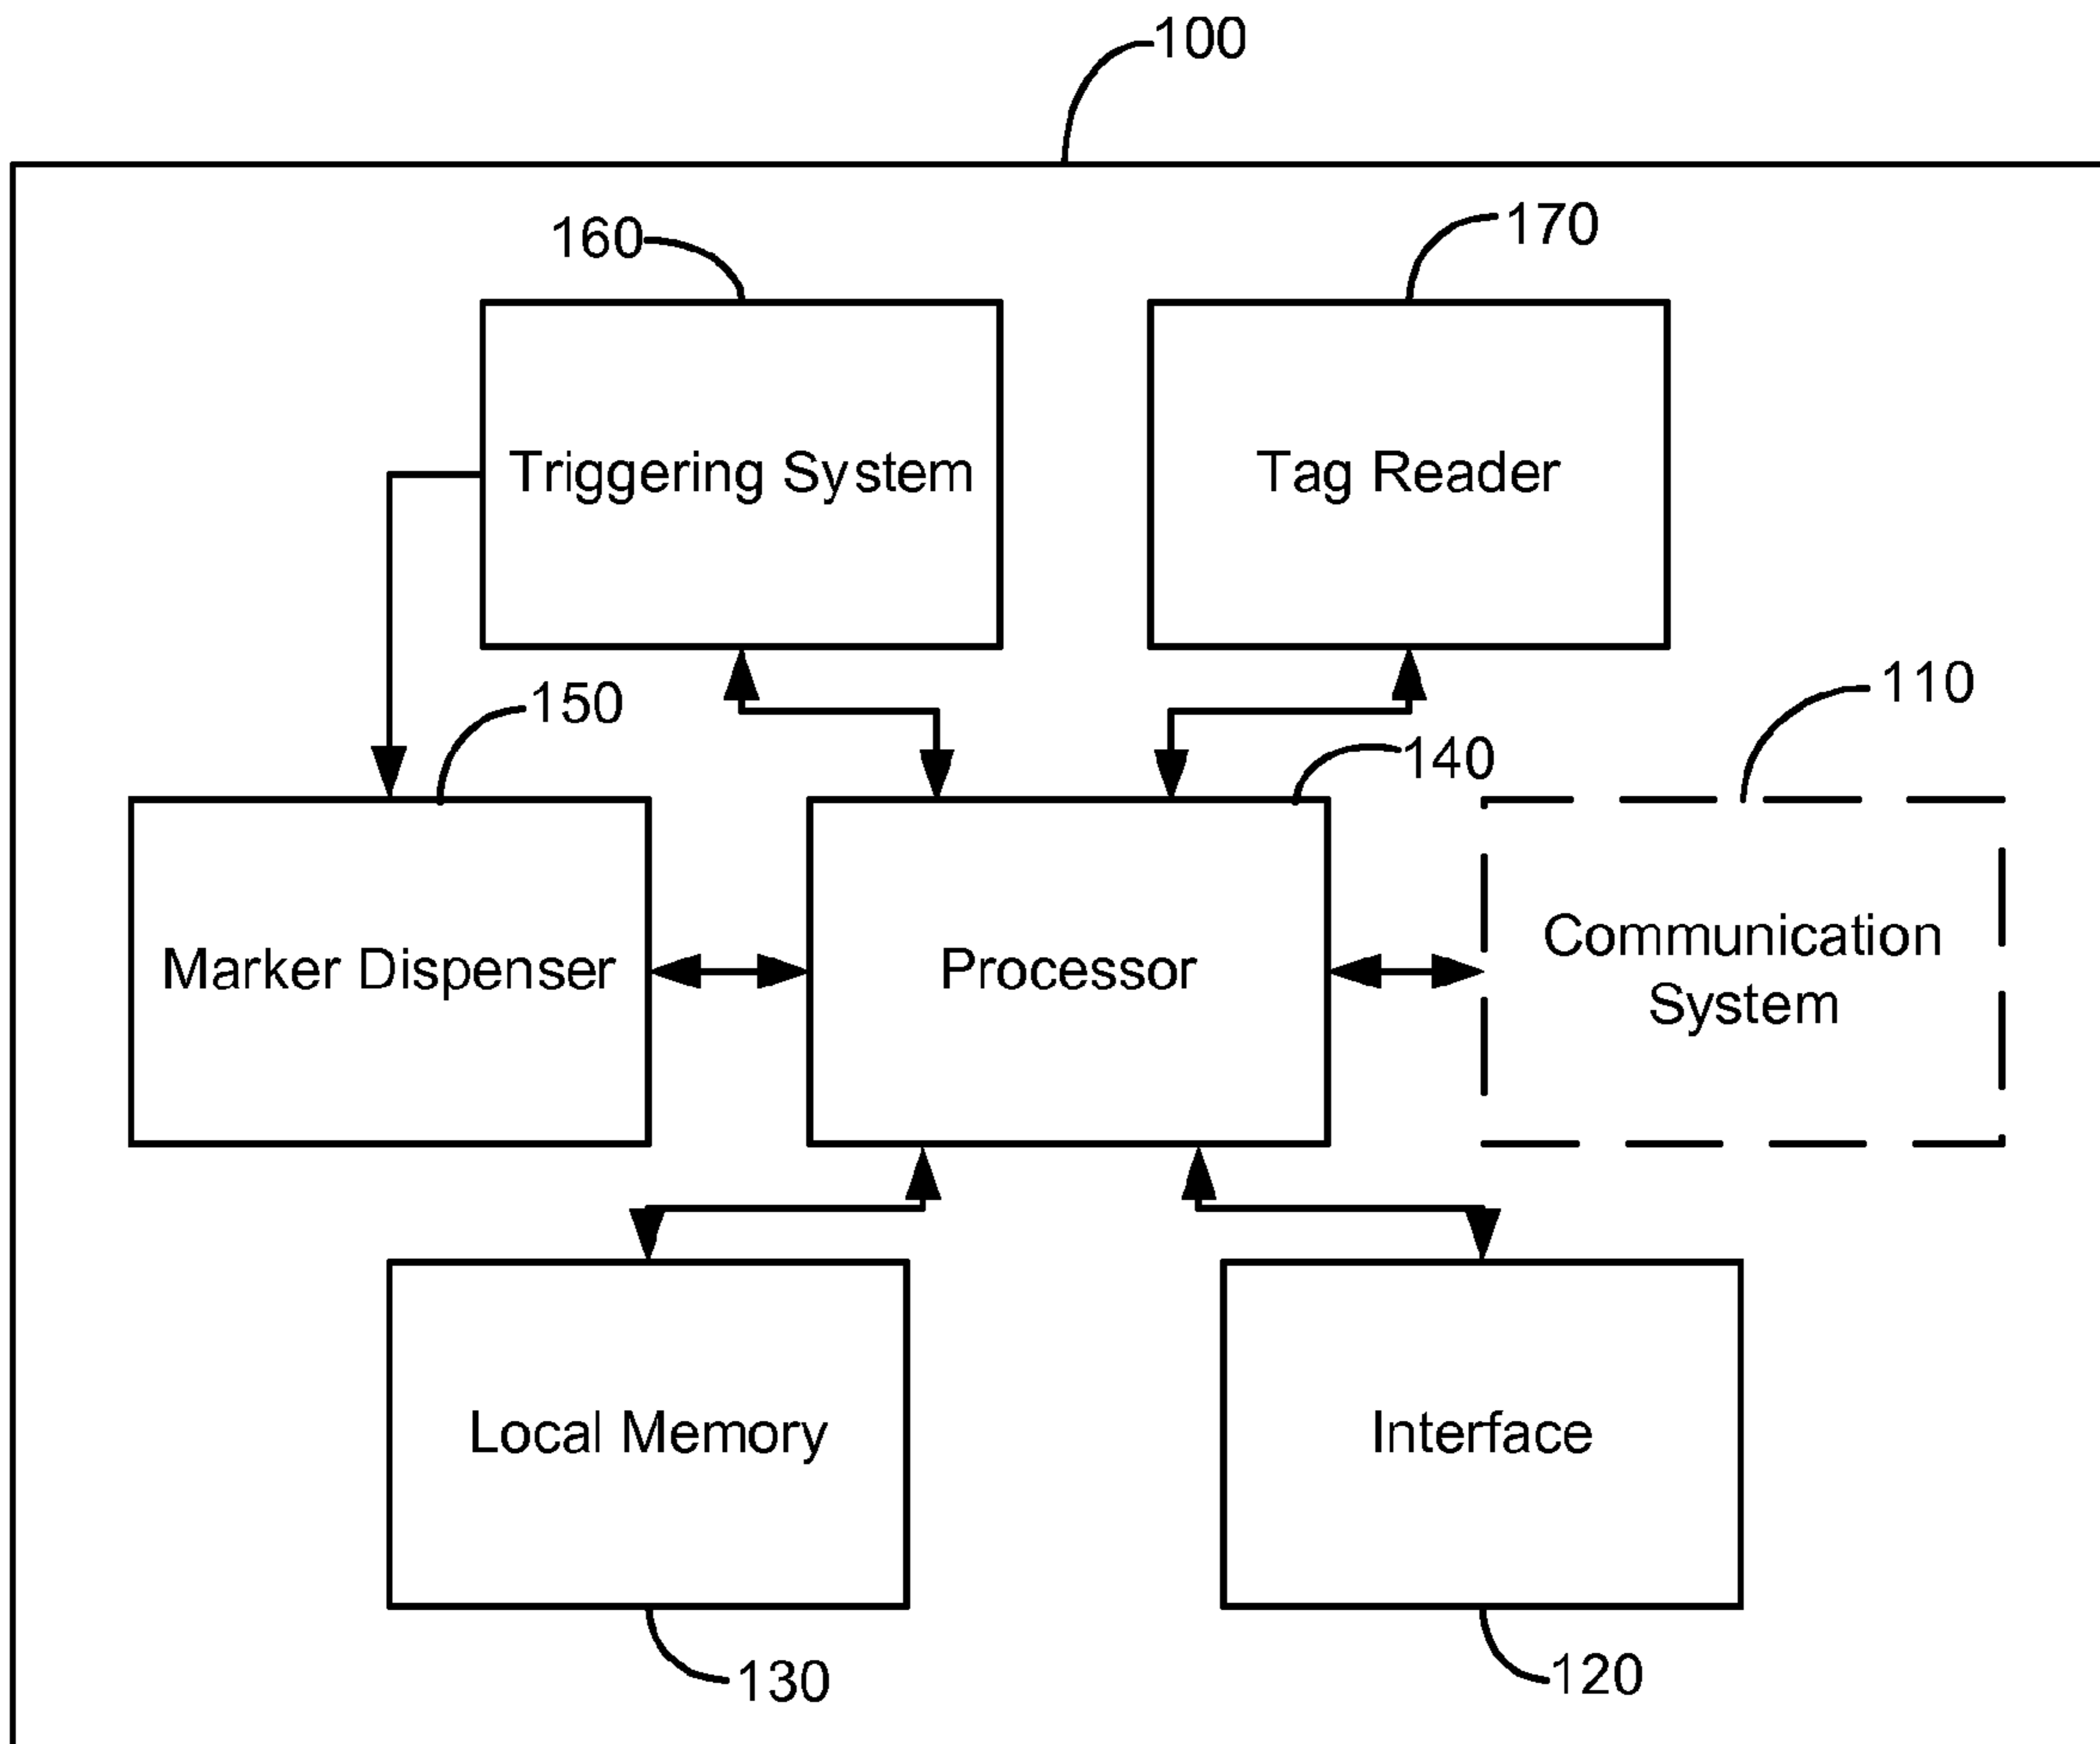 100
160
170
Triggering System
Tag Reader
150
110
140
Marker Dispenser
Processor
Communication
System
Local Memory
Interface
130
120